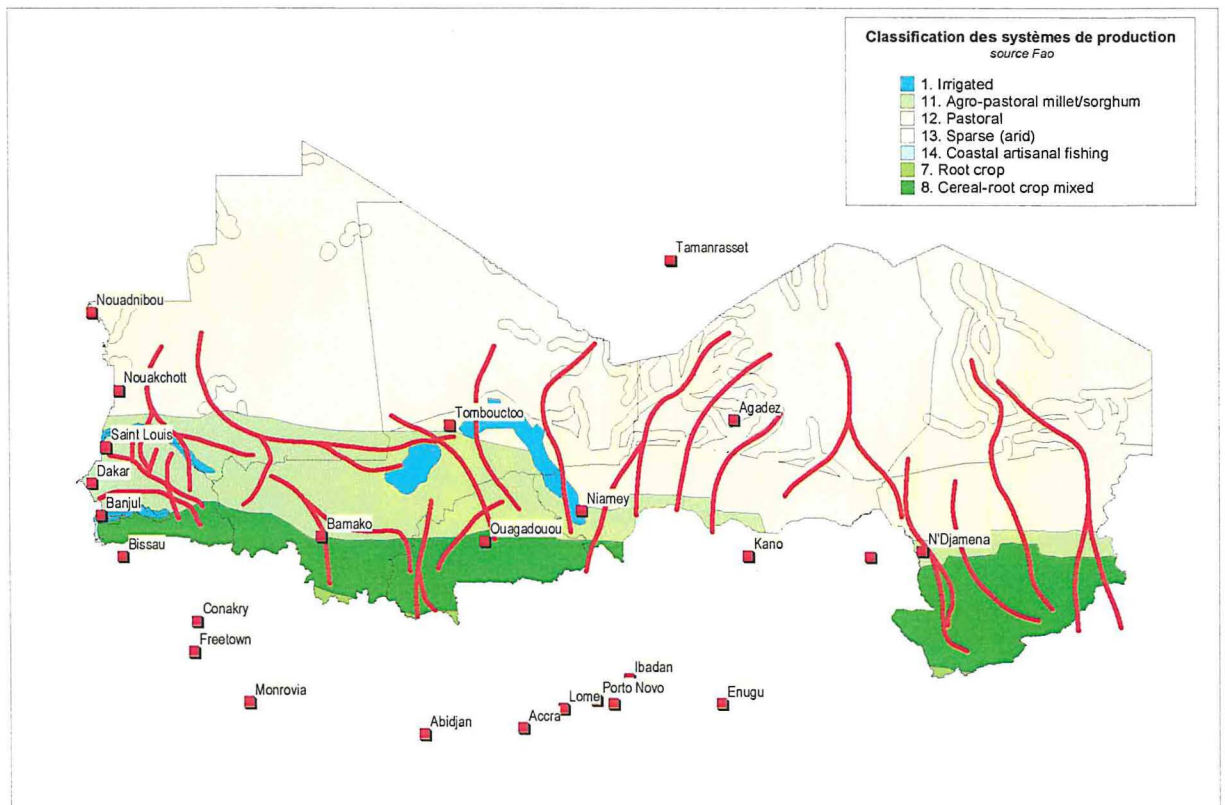 Classification des systèmes de production
source Fao
1. Irrigated
11. Agro-pastoral millet/sorghum
12. Pastoral
13. Sparse (arid)
14. Coastal artisanal fishing
7. Root crop
8. Cereal-root crop mixed
Tamanrasset
Nouadnibou
Nouakchott
Tombouctoo
Agadez
Saint Louis
Dakar
Niamey
Banjul
Bamako
Ouagadouou
Bissau
Kano
N'Djamena
Conakry
Freetown
Ibadan
Monrovia
Lome
Porto Novo
Enugu
Abidjan
Accra